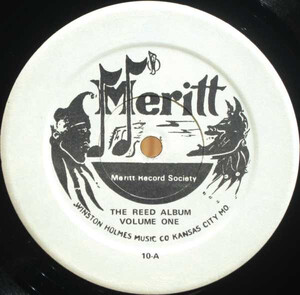 Meritt
Meritt Record Society
THE REED ALBUM
VOLUME ONE
WINSTON HOLMES MUSIC CO KANSAS CITY MO
10-A